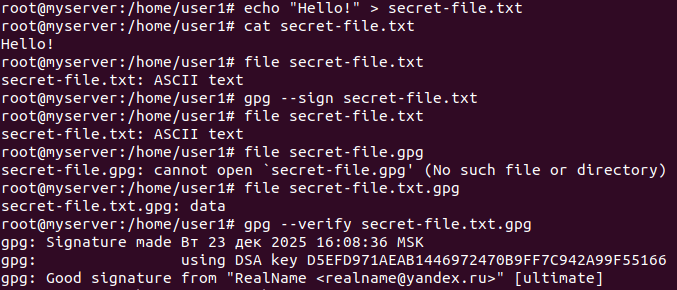 root@myserver:/home/user1# echo "Hello!" > secret-file.txt
root@myserver:/home/user1# cat secret-file.txt
Hello!
root@myserver:/home/user1# file secret-file.txt
secret-file.txt: ASCII text
root@myserver:/home/user1# gpg --sign secret-file.txt
root@myserver:/home/user1# file secret-file.txt
secret-file.txt: ASCII text
root@myserver:/home/user1# file secret-file.gpg
secret-file.gpg: cannot open `secret-file.gpg' (No such file or directory)
root@myserver:/home/user1# file secret-file.txt.gpg
secret-file.txt.gpg: data
root@myserver:/home/user1# gpg --verify secret-file.txt.gpg
gpg: Signature made Вт 23 дек 2025 16:08:36 MSK
gpg:                using DSA key D5EFD971AEAB1446972470B9FF7C942A99F55166
gpg: Good signature from "RealName <realname@yandex.ru>" [ultimate]